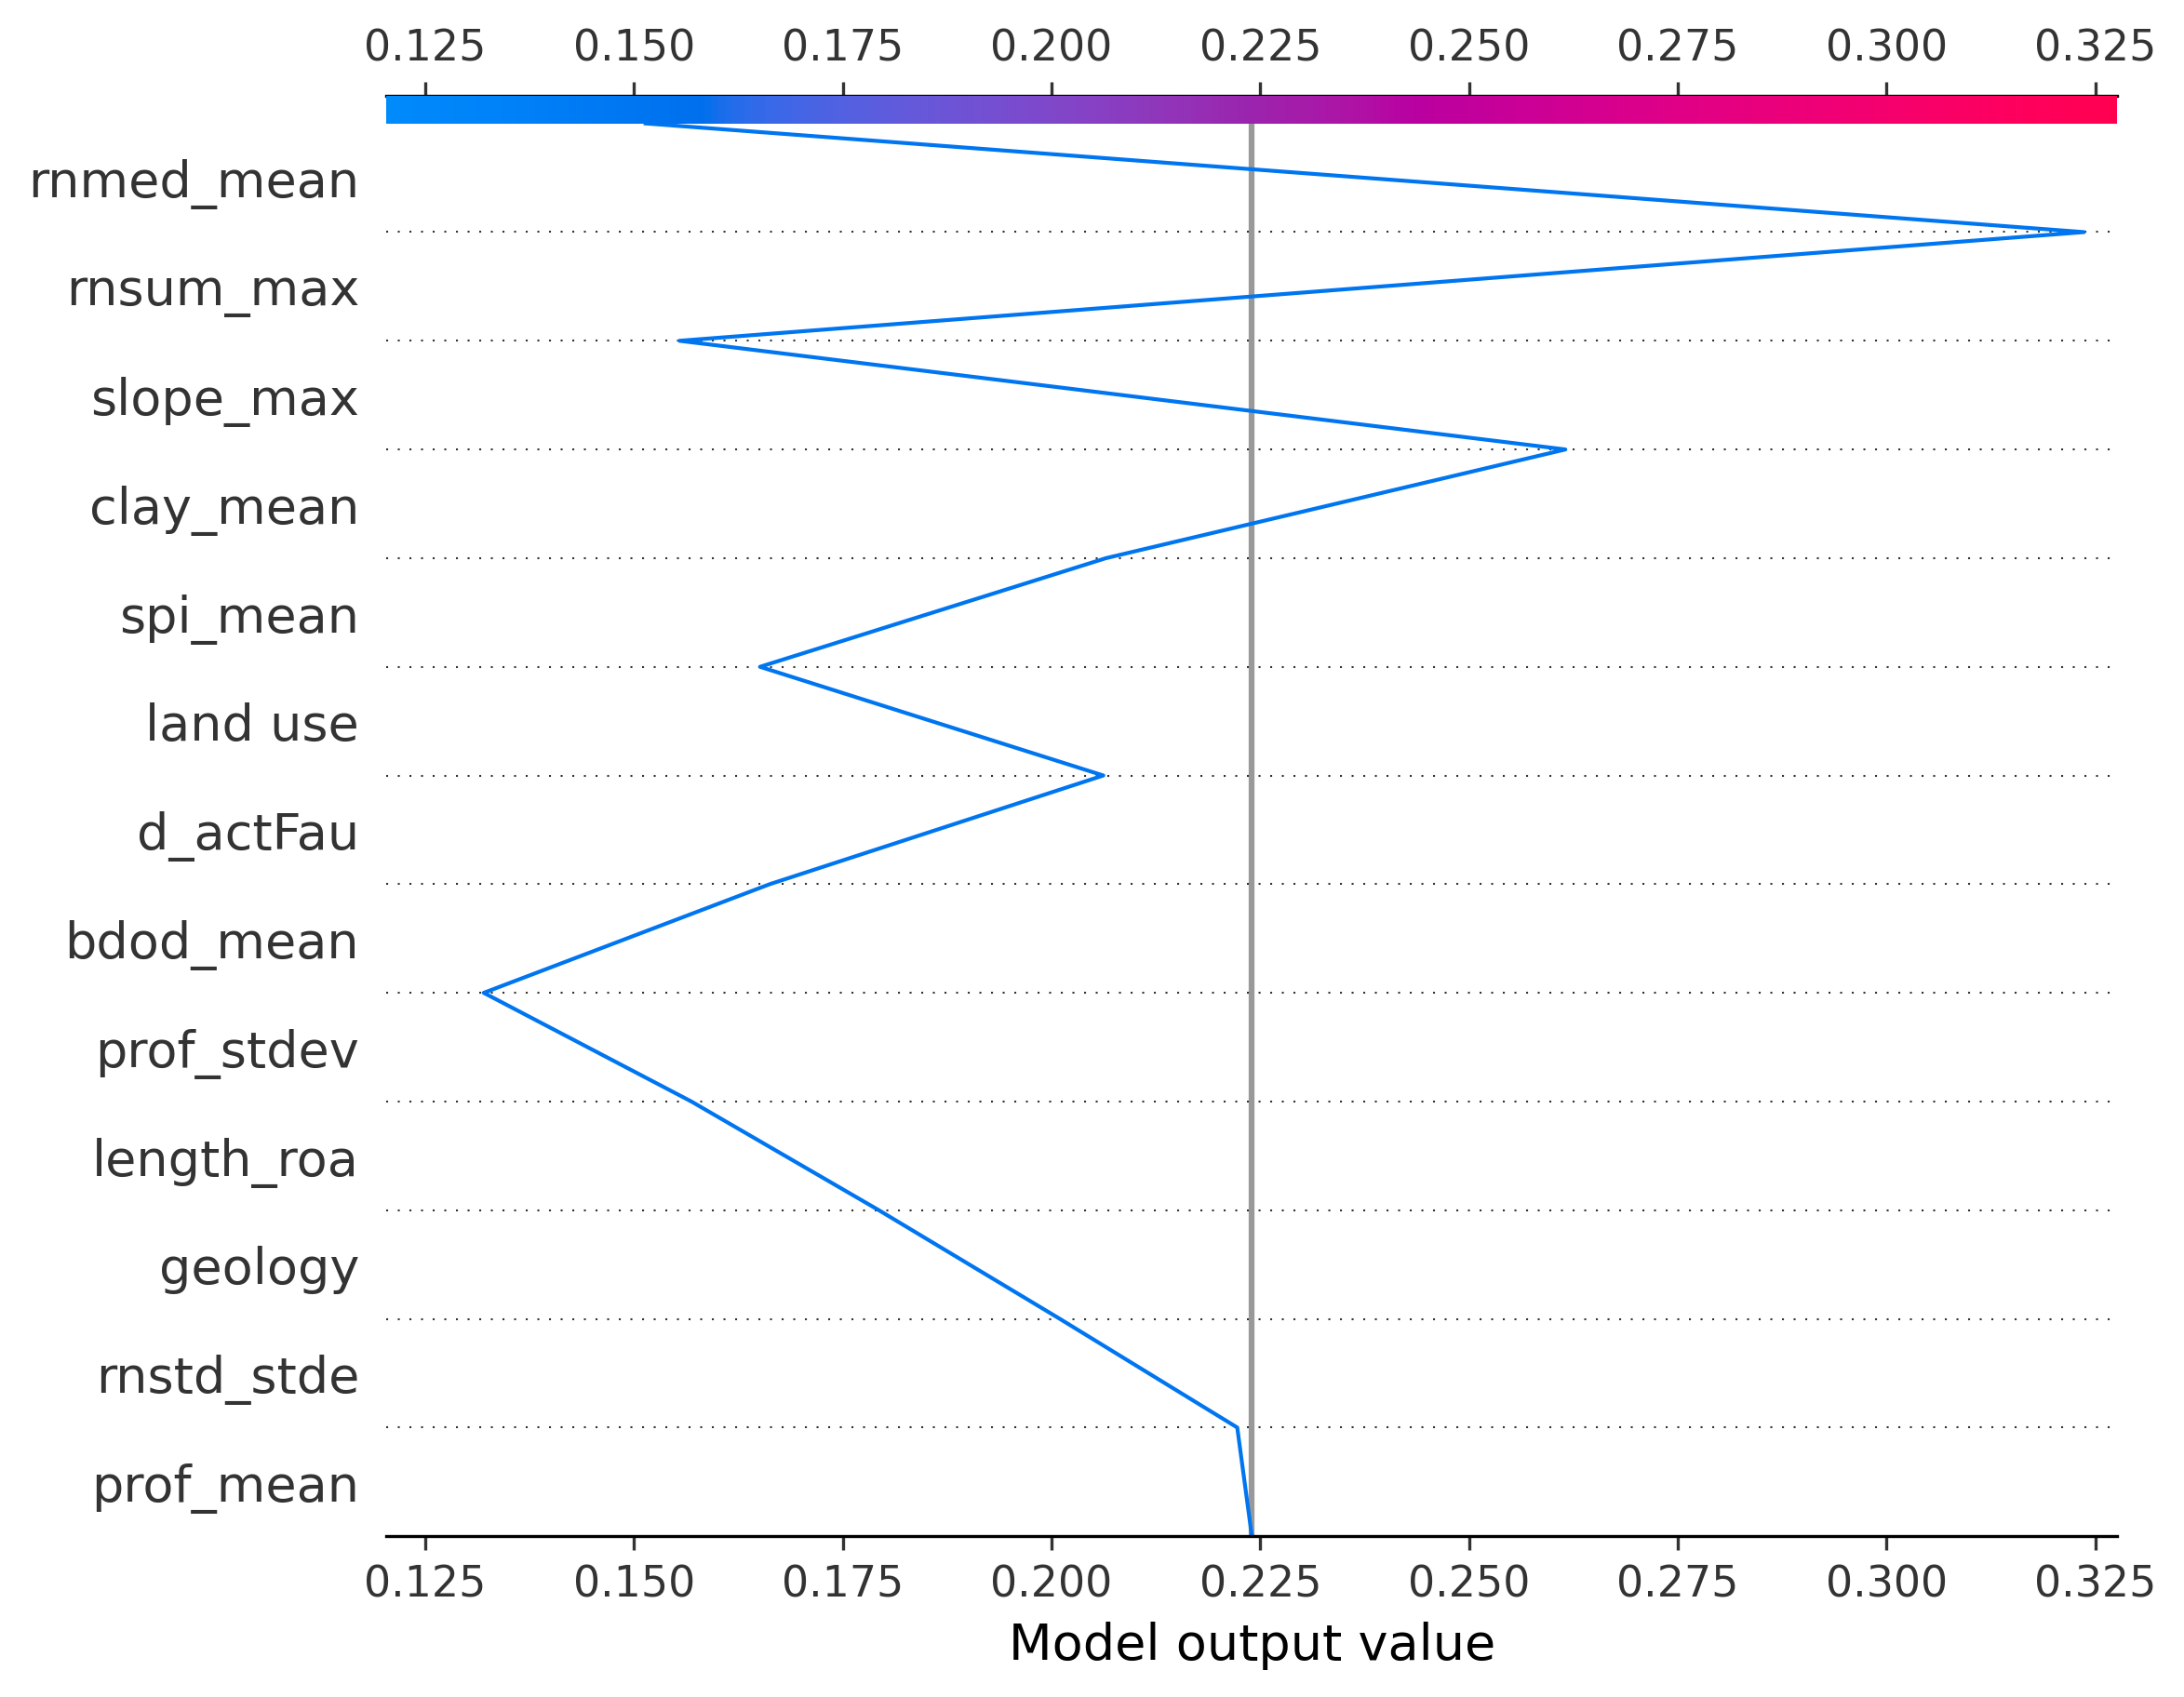 0.125 0.150 0.175 0.200 0.225 0.250 0.275 0.300 0.325
rnmed_mean
rnsum_max
slope_max
clay_mean
spi_mean
land use
d_actFau
bdod_mean
prof_stdev
length_roa
geology
rnstd_stde
prof_mean
0.125 0.150 0.175 0.200 0.225 0.250 0.275 0.300 0.325
Model output value